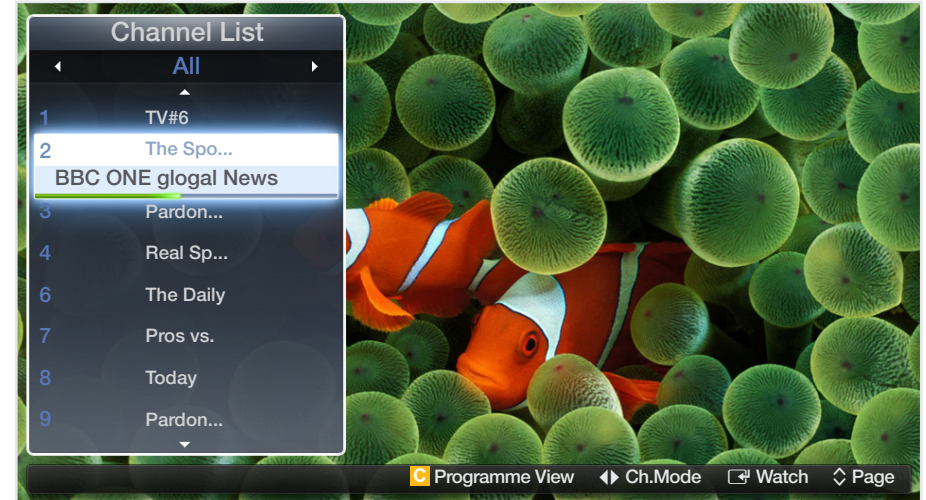 Channel List
All
1 TV#6
2 The Spo...
BBC ONE glogal News
3 Pardon...
4 Real Sp...
6 The Daily
7 Pros vs.
8 Today
9 Pardon...
C Programme View Ch.Mode Watch Page